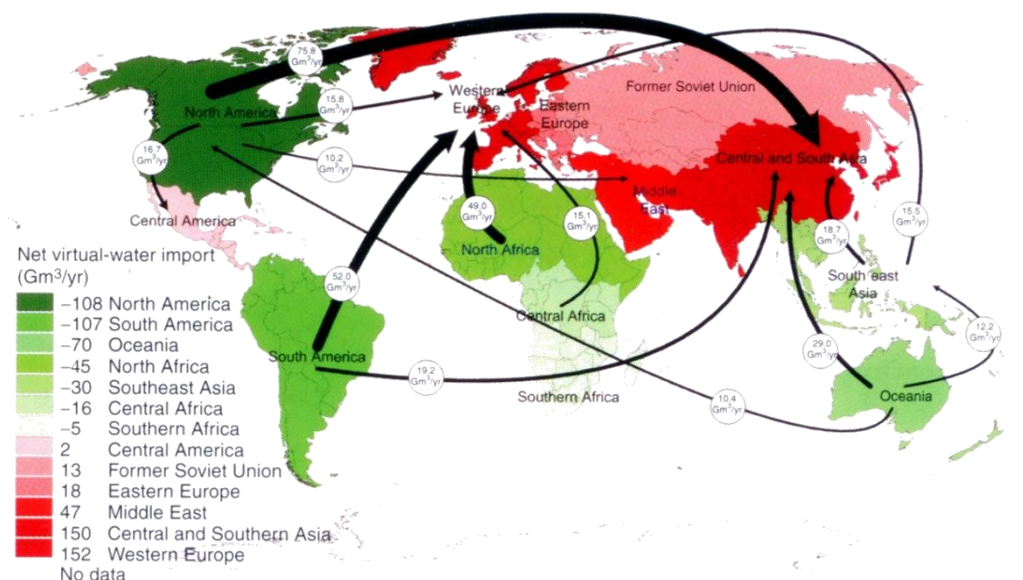 75,8
Gm³/yr
North America
15,8
Gm³/yr
Western
Europe
Eastern
Europe
Former Soviet Union
16,7
Gm³/yr
10,2
Gm³/yr
Central and South Asia
Middle
East
Central America
49,0
Gm³/yr
15,1
Gm³/yr
15,5
Gm³/yr
18,7
Gm³/yr
North Africa
South east
Asia
52,0
Gm³/yr
Central Africa
12,2
Gm³/yr
29,0
Gm³/yr
South America
19,2
Gm³/yr
Southern Africa
10,4
Gm³/yr
Oceania
Net virtual-water import
(Gm³/yr)
−108 North America
−107 South America
−70 Oceania
−45 North Africa
−30 Southeast Asia
−16 Central Africa
−5 Southern Africa
2 Central America
13 Former Soviet Union
18 Eastern Europe
47 Middle East
150 Central and Southern Asia
152 Western Europe
No data